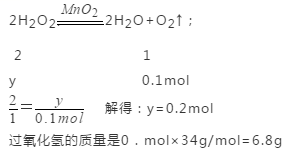 2H₂O₂ MnO₂ 2H₂O+O₂↑;
2 1
y 0.1mol
2/1 = y/0.1mol 解得：y=0.2mol
过氧化氢的质量是0．mol×34g/mol=6.8g